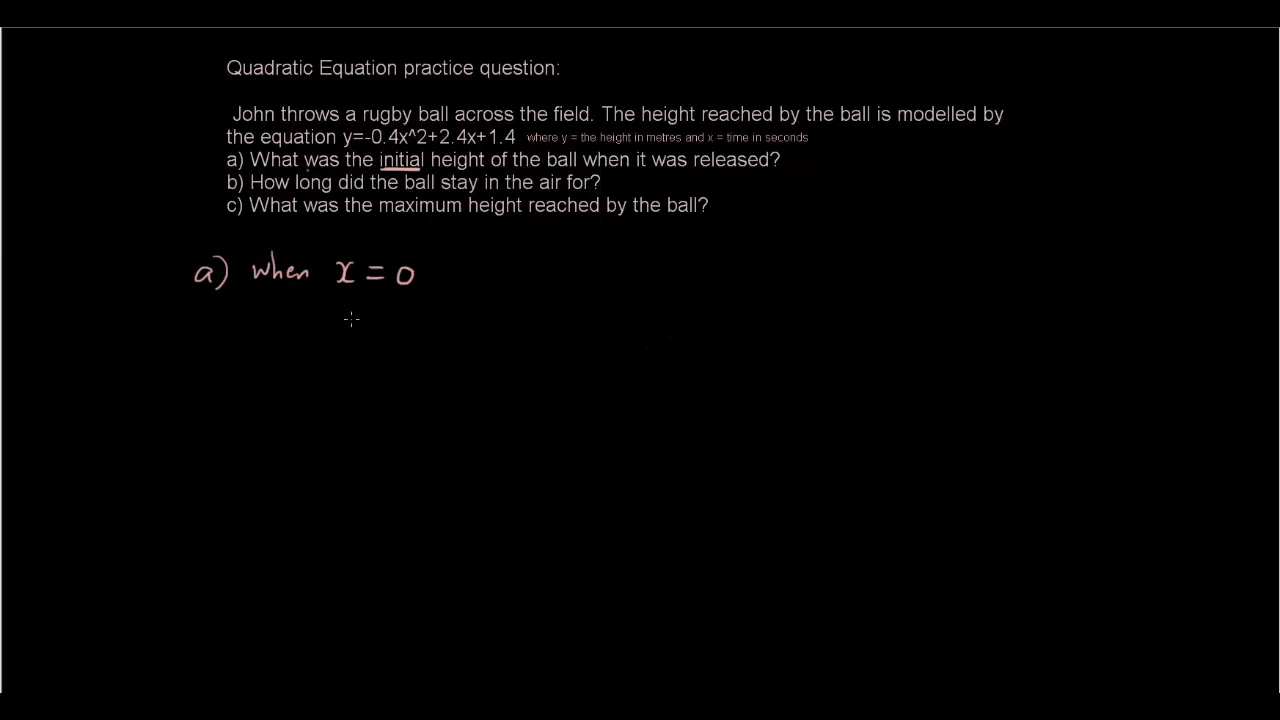 Quadratic Equation practice question:
John throws a rugby ball across the field. The height reached by the ball is modelled by
the equation y=-0.4x^2+2.4x+1.4 where y = the height in metres and x = time in seconds
a) What was the initial height of the ball when it was released?
b) How long did the ball stay in the air for?
c) What was the maximum height reached by the ball?
a) when x = 0